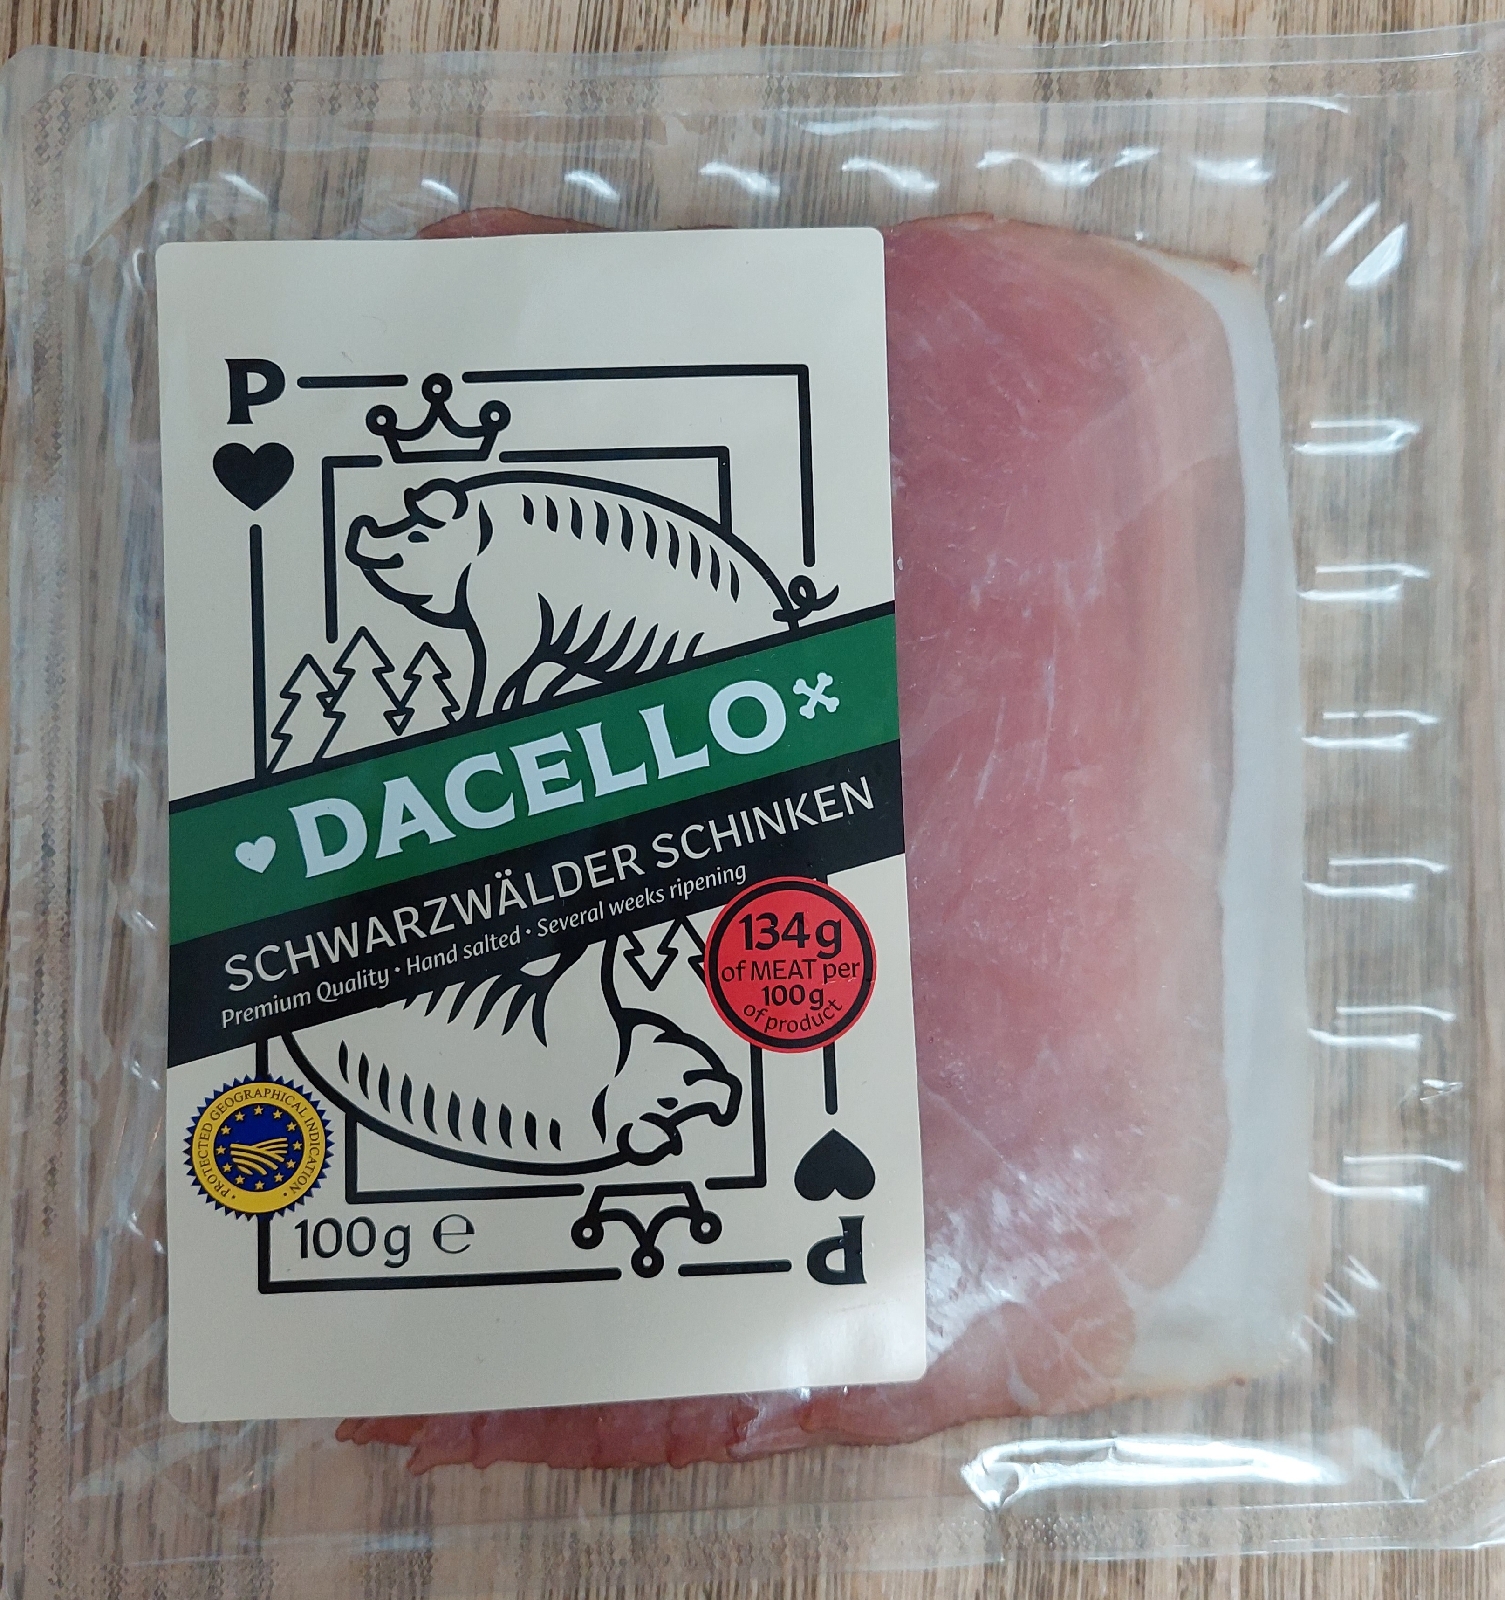 P
DACELLO
SCHWARZWÄLDER SCHINKEN
Premium Quality · Hand salted · Several weeks ripening
134g
of MEAT per
100g
of product
PROTECTED GEOGRAPHICAL INDICATION
100g ℮
P